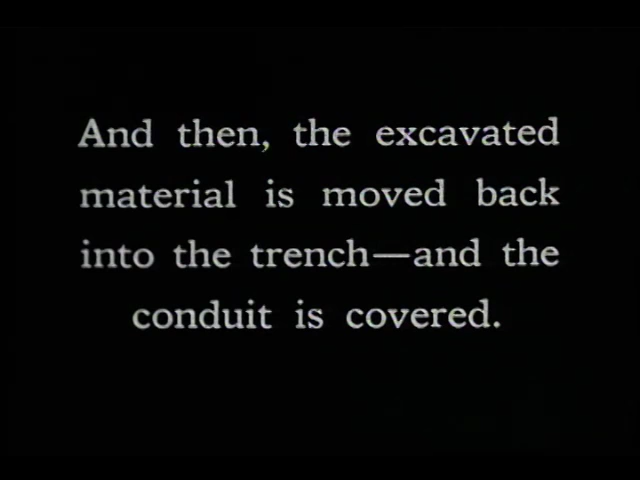 And then, the excavated
material is moved back
into the trench—and the
conduit is covered.